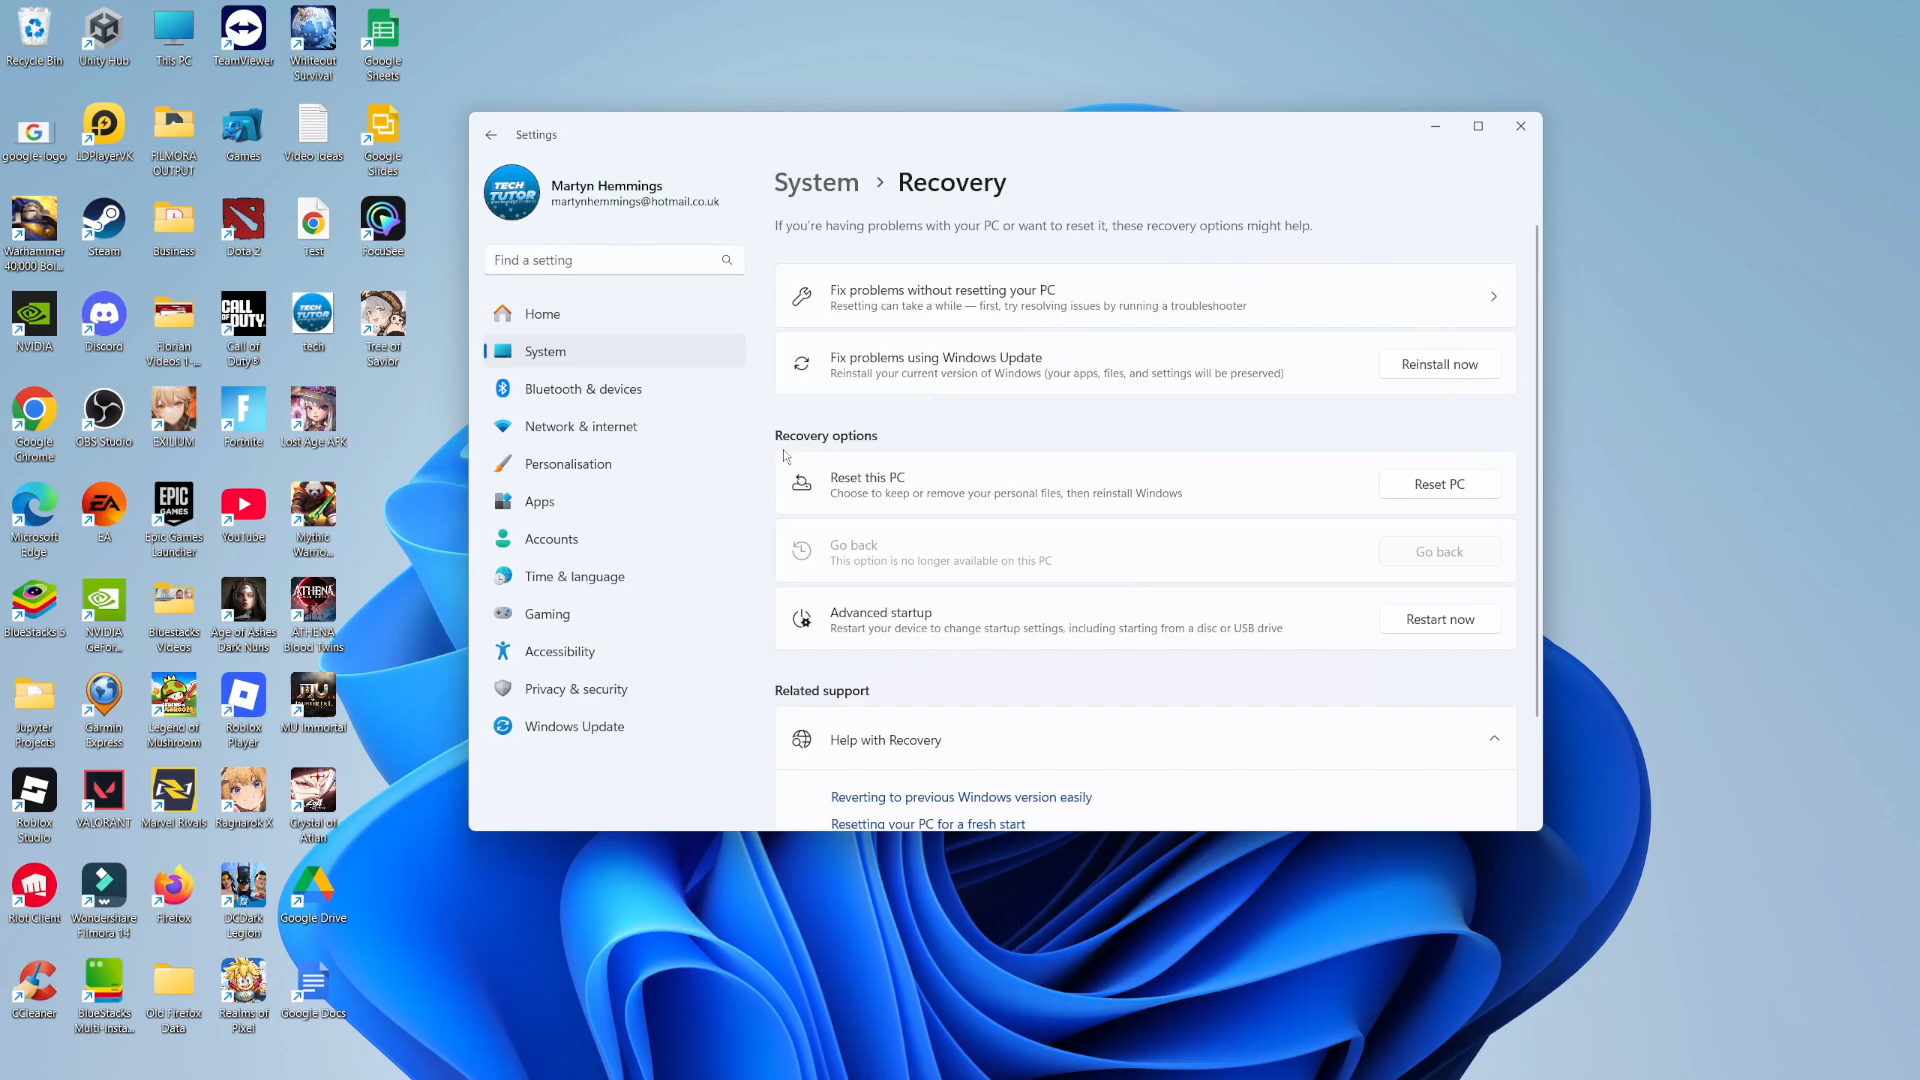 Recycle Bin
Unity Hub
This PC
TeamViewer
Whiteout
Survival
Google
Sheets
google-logo
LDPlayerVK
FILMORA
OUTPUT
Games
Video Ideas
Google
Slides
Warhammer
40,000 Bol...
Steam
Business
Dota 2
Test
FocuSee
NVIDIA
Discord
Florian
Videos 1-...
CALL OF DUTY
Call of
Duty®
TECH
TUTOR
tech
Tree of
Savior
Google
Chrome
OBS Studio
EXILIUM
Fortnite
Lost Age AFK
Microsoft
Edge
EA
EPIC
GAMES
Epic Games
Launcher
YouTube
Mythic
Warrio...
BlueStacks 5
NVIDIA
GeFor...
Bluestacks
Videos
Age of Ashes
Dark Nuns
ATHENA
ATHENA
Blood Twins
Jupyter
Projects
Garmin
Express
Legend of
Mushroom
Roblox
Player
MU Immortal
Roblox
Studio
VALORANT
Marvel Rivals
Ragnarok X
Crystal of
Atlan
Riot Client
Wondershare
Filmora 14
Firefox
DC Dark
Legion
Google Drive
CCleaner
BlueStacks
Multi-Insta...
Old Firefox
Data
Realms of
Pixel
Google Docs
Settings
TECH
TUTOR
Martyn Hemmings
martynhemmings@hotmail.co.uk
Find a setting
Home
System
Bluetooth & devices
Network & internet
Personalisation
Apps
Accounts
Time & language
Gaming
Accessibility
Privacy & security
Windows Update
System > Recovery
If you're having problems with your PC or want to reset it, these recovery options might help.
Fix problems without resetting your PC
Resetting can take a while — first, try resolving issues by running a troubleshooter
Fix problems using Windows Update
Reinstall your current version of Windows (your apps, files, and settings will be preserved)
Reinstall now
Recovery options
Reset this PC
Choose to keep or remove your personal files, then reinstall Windows
Reset PC
Go back
This option is no longer available on this PC
Go back
Advanced startup
Restart your device to change startup settings, including starting from a disc or USB drive
Restart now
Related support
Help with Recovery
Reverting to previous Windows version easily
Resetting your PC for a fresh start